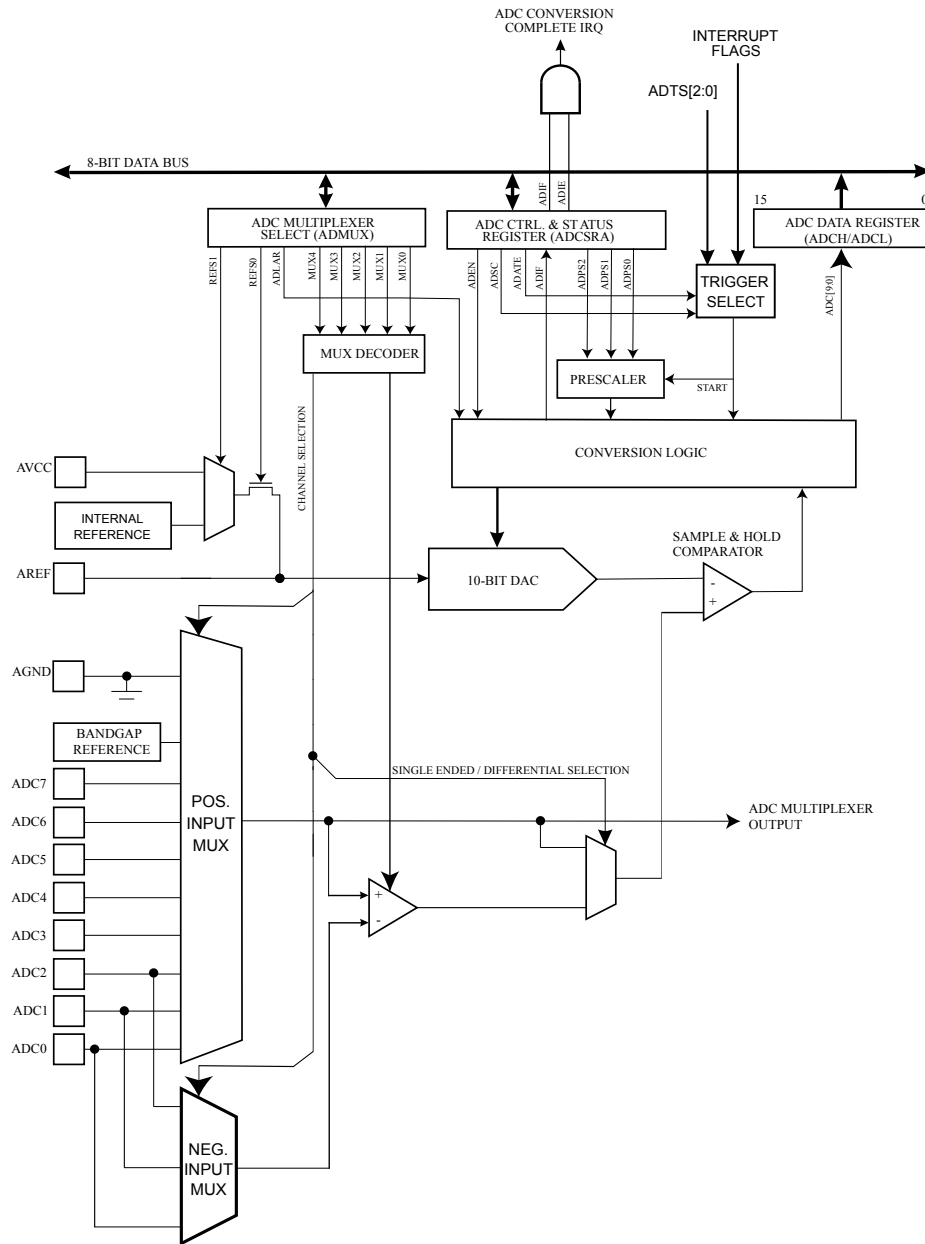 ADC CONVERSION
COMPLETE IRQ
INTERRUPT
FLAGS
ADTS[2:0]
8-BIT DATA BUS
ADIF
ADIE
15
0
ADC MULTIPLEXER
SELECT (ADMUX)
ADC CTRL. & STATUS
REGISTER (ADCSRA)
ADC DATA REGISTER
(ADCH/ADCL)
REFS1
REFS0
ADLAR
MUX4
MUX3
MUX2
MUX1
MUX0
ADEN
ADSC
ADATE
ADIF
ADPS2
ADPS1
ADPS0
TRIGGER
SELECT
ADC[9:0]
MUX DECODER
PRESCALER
START
CHANNEL SELECTION
CONVERSION LOGIC
AVCC
INTERNAL
REFERENCE
SAMPLE & HOLD
COMPARATOR
AREF
10-BIT DAC
-
+
AGND
BANDGAP
REFERENCE
SINGLE ENDED / DIFFERENTIAL SELECTION
ADC7
ADC6
ADC5
ADC4
ADC3
ADC2
ADC1
ADC0
POS.
INPUT
MUX
ADC MULTIPLEXER
OUTPUT
+
-
NEG.
INPUT
MUX